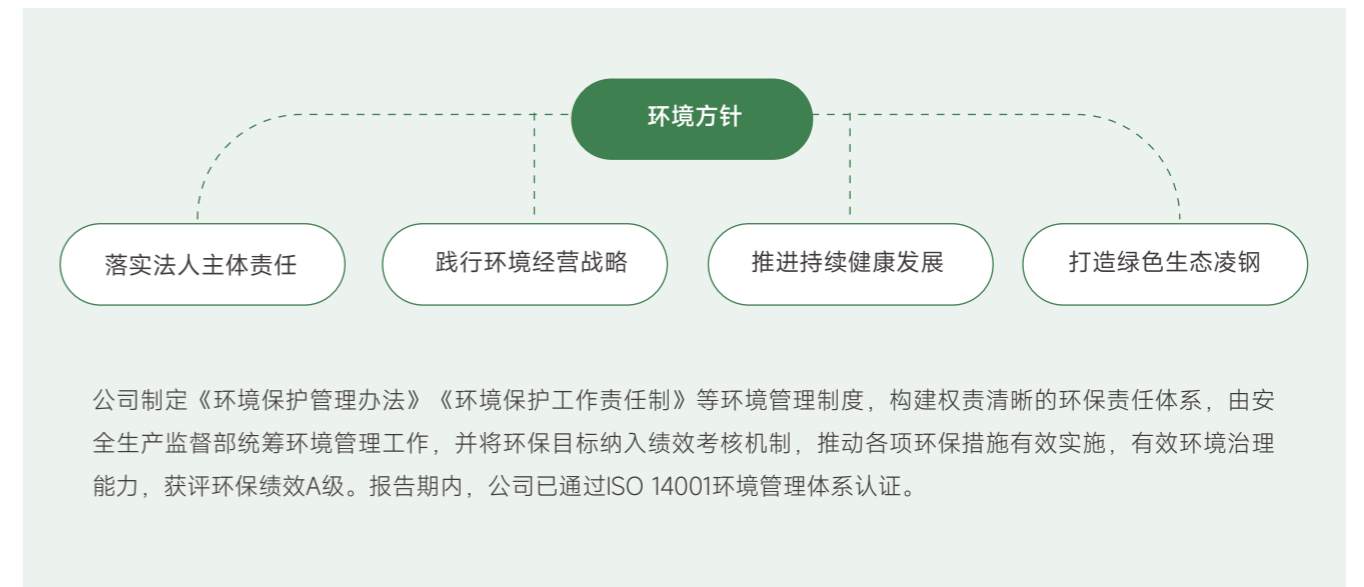 环境方针
落实法人主体责任
践行环境经营战略
推进持续健康发展
打造绿色生态凌钢
公司制定《环境保护管理办法》《环境保护工作责任制》等环境管理制度，构建权责清晰的环保责任体系，由安
全生产监督部统筹环境管理工作，并将环保目标纳入绩效考核机制，推动各项环保措施有效实施，有效环境治理
能力，获评环保绩效A级。报告期内，公司已通过ISO 14001环境管理体系认证。